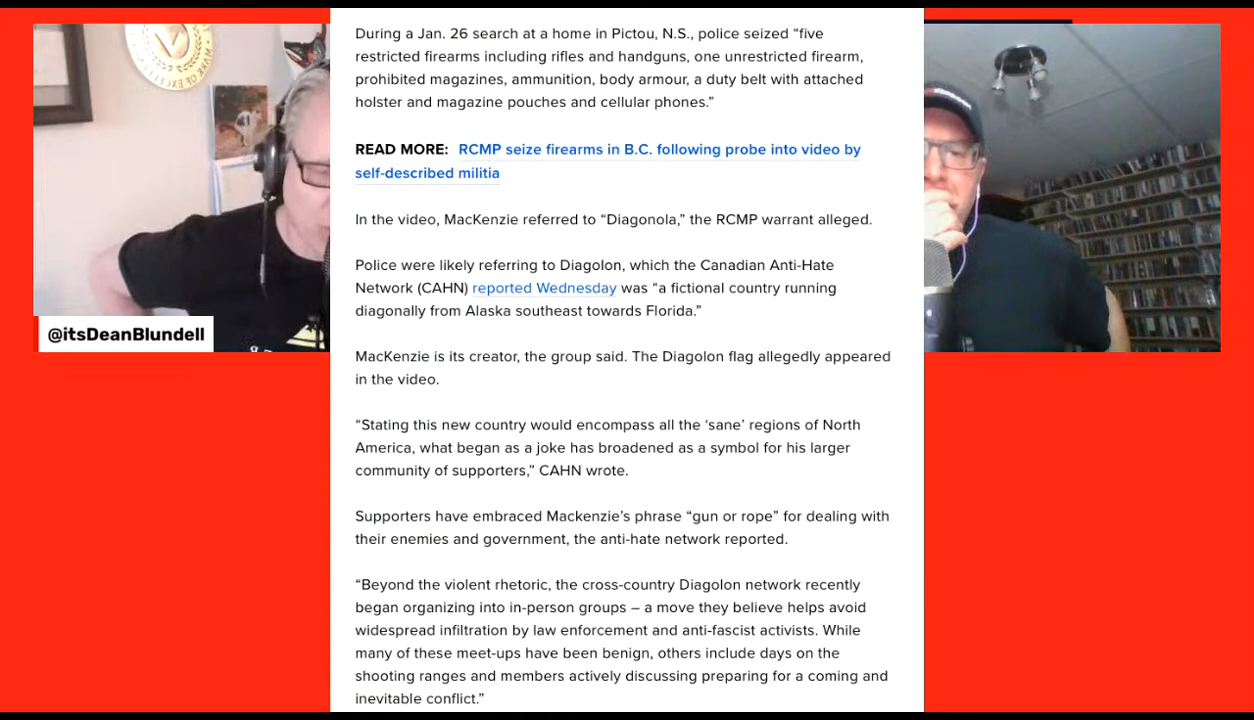 During a Jan. 26 search at a home in Pictou, N.S., police seized “five
restricted firearms including rifles and handguns, one unrestricted firearm,
prohibited magazines, ammunition, body armour, a duty belt with attached
holster and magazine pouches and cellular phones.”
READ MORE: RCMP seize firearms in B.C. following probe into video by
self-described militia
In the video, MacKenzie referred to “Diagonola,” the RCMP warrant alleged.
Police were likely referring to Diagolon, which the Canadian Anti-Hate
Network (CAHN) reported Wednesday was “a fictional country running
diagonally from Alaska southeast towards Florida.”
MacKenzie is its creator, the group said. The Diagolon flag allegedly appeared
in the video.
“Stating this new country would encompass all the ‘sane’ regions of North
America, what began as a joke has broadened as a symbol for his larger
community of supporters,” CAHN wrote.
Supporters have embraced Mackenzie’s phrase “gun or rope” for dealing with
their enemies and government, the anti-hate network reported.
“Beyond the violent rhetoric, the cross-country Diagolon network recently
began organizing into in-person groups – a move they believe helps avoid
widespread infiltration by law enforcement and anti-fascist activists. While
many of these meet-ups have been benign, others include days on the
shooting ranges and members actively discussing preparing for a coming and
inevitable conflict.”
@itsDeanBlundell